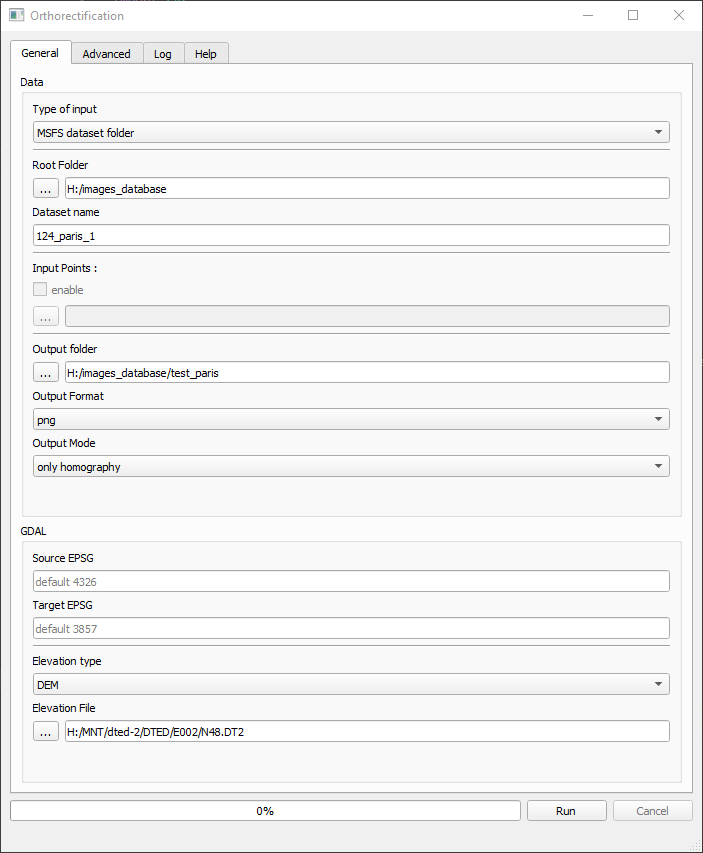 Orthorectification
General
Advanced
Log
Help
Data
Type of input
MSFS dataset folder
Root Folder
...
H:/images_database
Dataset name
124_paris_1
Input Points :
enable
...
Output folder
...
H:/images_database/test_paris
Output Format
png
Output Mode
only homography
GDAL
Source EPSG
default 4326
Target EPSG
default 3857
Elevation type
DEM
Elevation File
...
H:/MNT/dted-2/DTED/E002/N48.DT2
0%
Run
Cancel